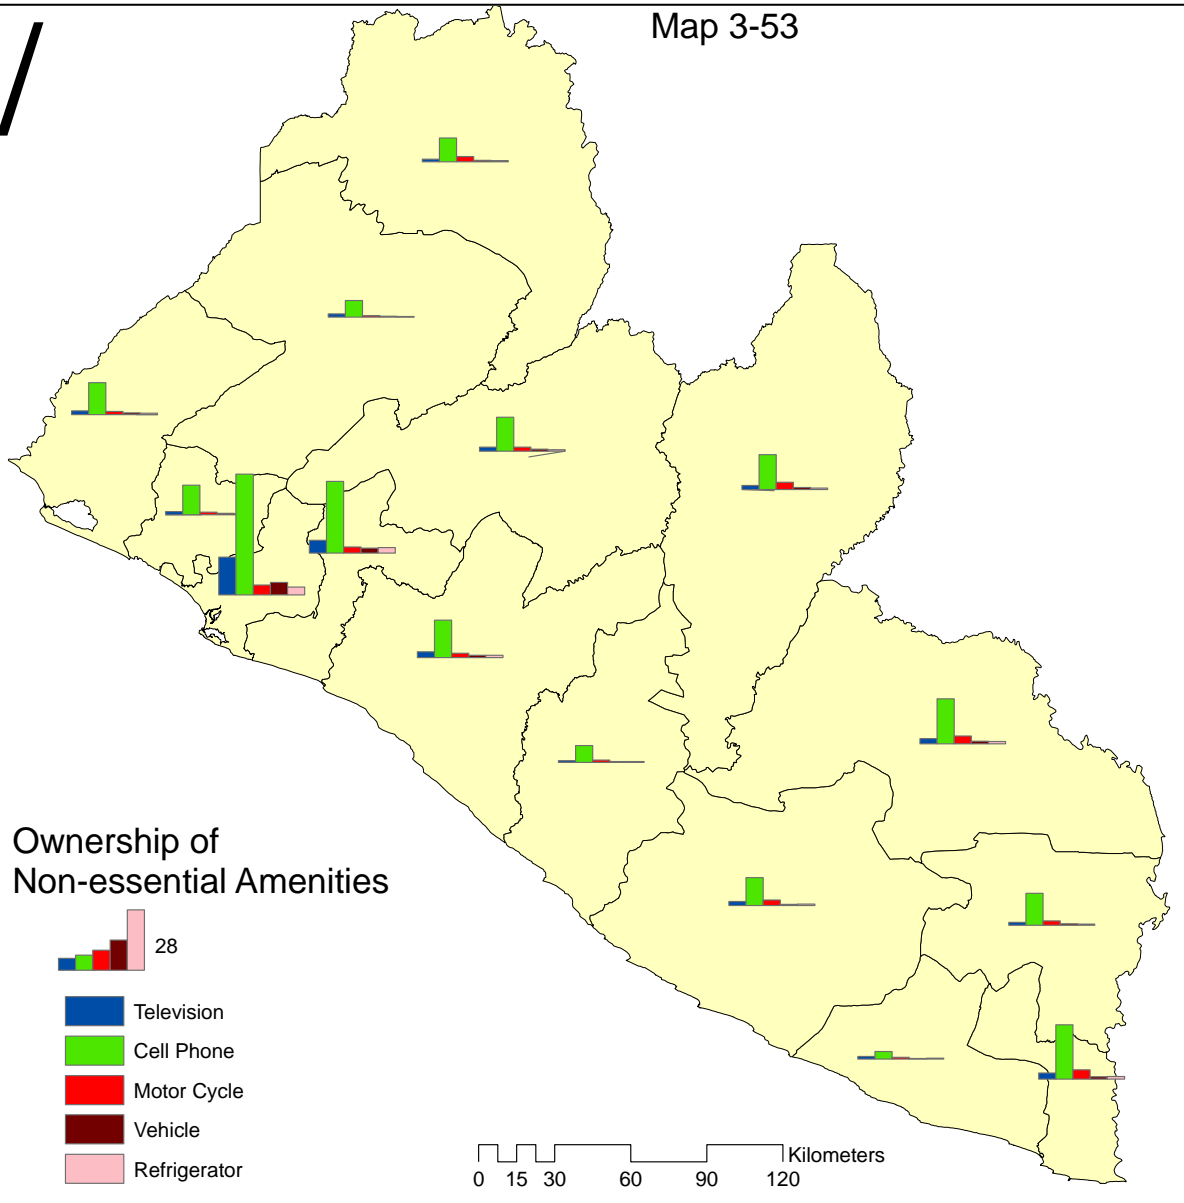 Map 3-53
Ownership of
Non-essential Amenities
28
Television
Cell Phone
Motor Cycle
Vehicle
Refrigerator
Kilometers
0 15 30 60 90 120